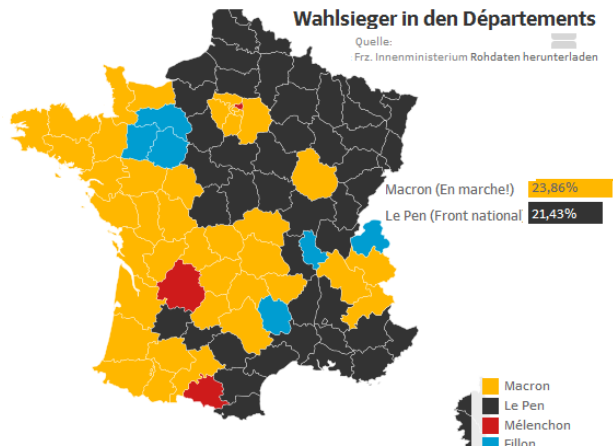 Wahlsieger in den Départements
Quelle:
Frz. Innenministerium Rohdaten herunterladen
Macron (En marche!) 23,86%
Le Pen (Front national 21,43%
Macron
Le Pen
Mélenchon
Fillon